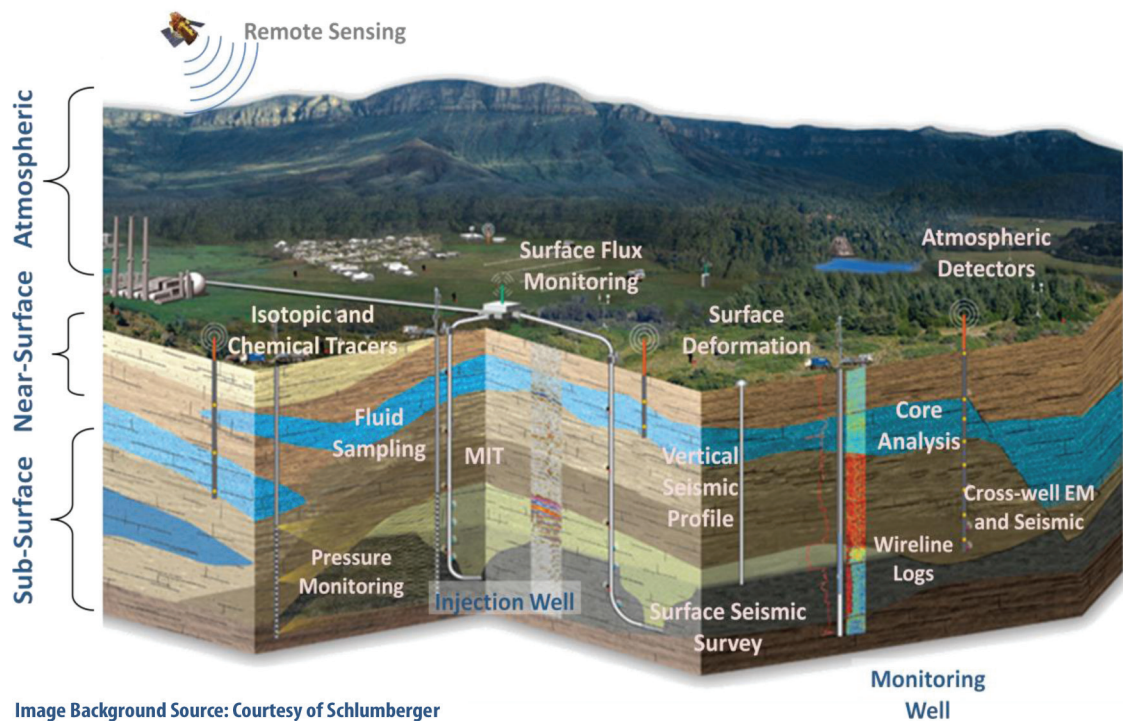 Remote Sensing
Atmospheric
Near-Surface
Sub-Surface
Surface Flux
Monitoring
Atmospheric
Detectors
Isotopic and
Chemical Tracers
Surface
Deformation
Fluid
Sampling
MIT
Vertical
Seismic
Profile
Core
Analysis
Cross-well EM
and Seismic
Pressure
Monitoring
Wireline
Logs
Injection Well
Surface Seismic
Survey
Monitoring
Well
Image Background Source: Courtesy of Schlumberger